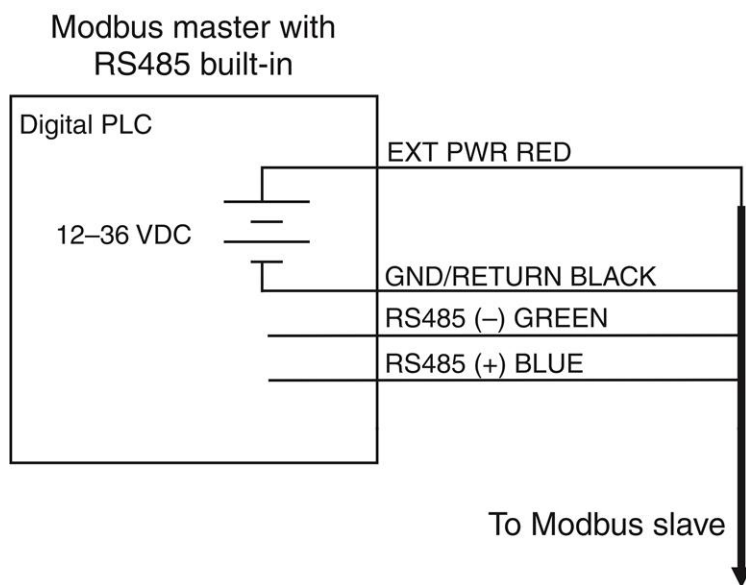 Modbus master with
RS485 built-in
Digital PLC
EXT PWR RED
12–36 VDC
GND/RETURN BLACK
RS485 (–) GREEN
RS485 (+) BLUE
To Modbus slave